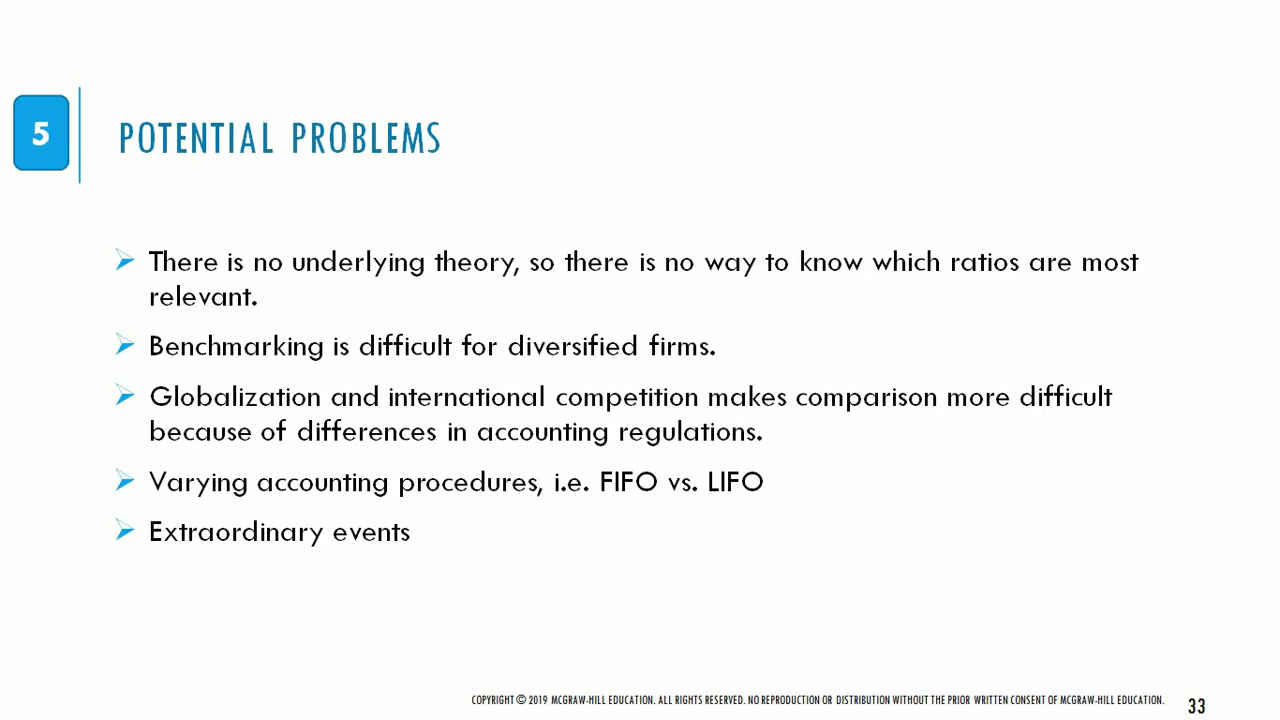 5
POTENTIAL PROBLEMS
There is no underlying theory, so there is no way to know which ratios are most
relevant.
Benchmarking is difficult for diversified firms.
Globalization and international competition makes comparison more difficult
because of differences in accounting regulations.
Varying accounting procedures, i.e. FIFO vs. LIFO
Extraordinary events
COPYRIGHT © 2019 MCGRAW-HILL EDUCATION. ALL RIGHTS RESERVED. NO REPRODUCTION OR DISTRIBUTION WITHOUT THE PRIOR WRITTEN CONSENT OF MCGRAW-HILL EDUCATION.
33